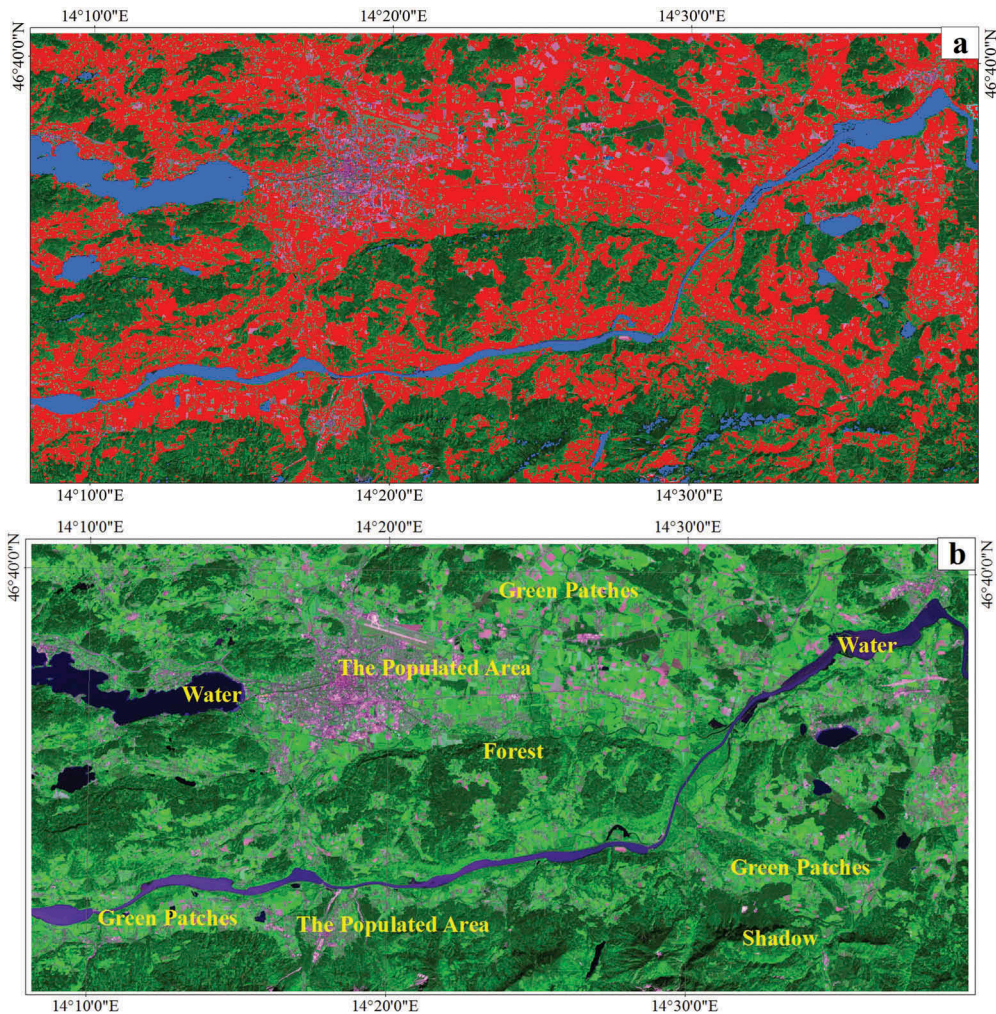 14°10'0"E 14°20'0"E 14°30'0"E
a
46°40'0"N 46°40'0"N
14°10'0"E 14°20'0"E 14°30'0"E
14°10'0"E 14°20'0"E 14°30'0"E
b
46°40'0"N 46°40'0"N
Green Patches
Water
The Populated Area
Water
Forest
Green Patches
Green Patches
The Populated Area
Shadow
14°10'0"E 14°20'0"E 14°30'0"E